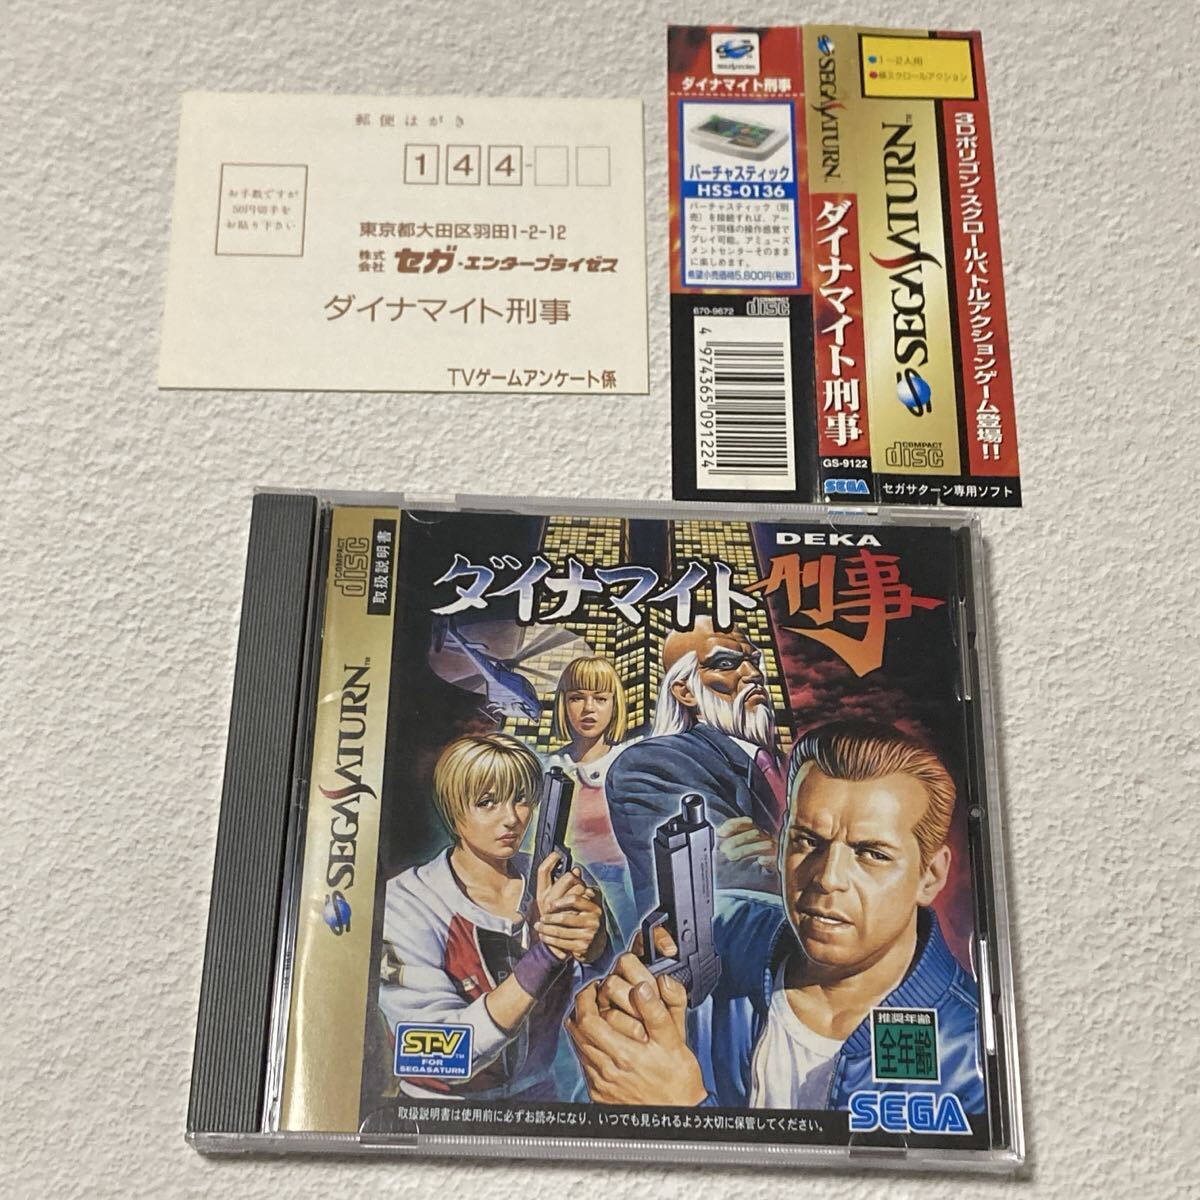 郵便はがき
144-
お手数ですが
50円切手を
お貼り下さい
東京都大田区羽田1-2-12
株式会社 セガ・エンタープライゼス
ダイナマイト刑事
TVゲームアンケート係
ダイナマイト刑事
バーチャスティック
HSS-0136
バーチャスティック（別
売）を接続すれば、アー
ケード同様の操作感覚で
プレイ可能。アミューズ
メントセンターそのまま
に楽しめます。
希望小売価格5,800円(税別)
670-9672
COMPACT disc
4974365091224
SEGA SATURN™
ダイナマイト刑事
GS-9122
SEGA
1〜2人用
横スクロールアクション
SEGA SATURN™
COMPACT disc
セガサターン専用ソフト
3Dポリゴン・スクロールバトルアクションゲーム登場!!
COMPACT disc
取扱説明書
SEGA SATURN™
DEKA
ダイナマイト刑事
ST-V™
FOR
SEGASATURN
推奨年齢
全年齢
SEGA
取扱説明書は使用前に必ずお読みになり、いつでも見られるよう大切に保管してください。